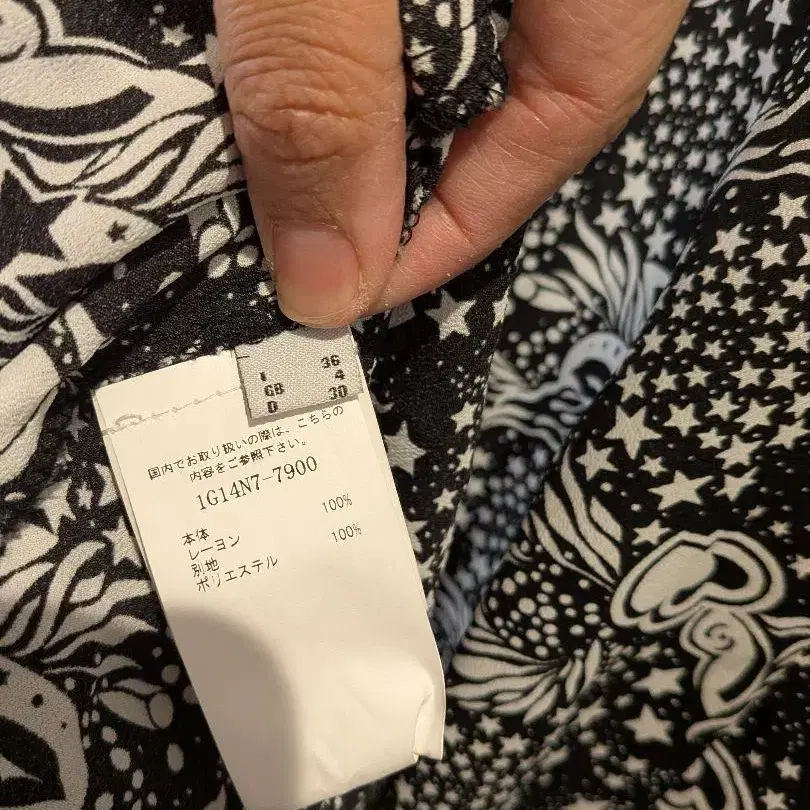 I 36
GB 4
D 30
国内でお取り扱いの際は、こちらの
内容をご参照下さい。
1G14N7-7900
100%
本体
レーヨン 100%
別地
ポリエステル